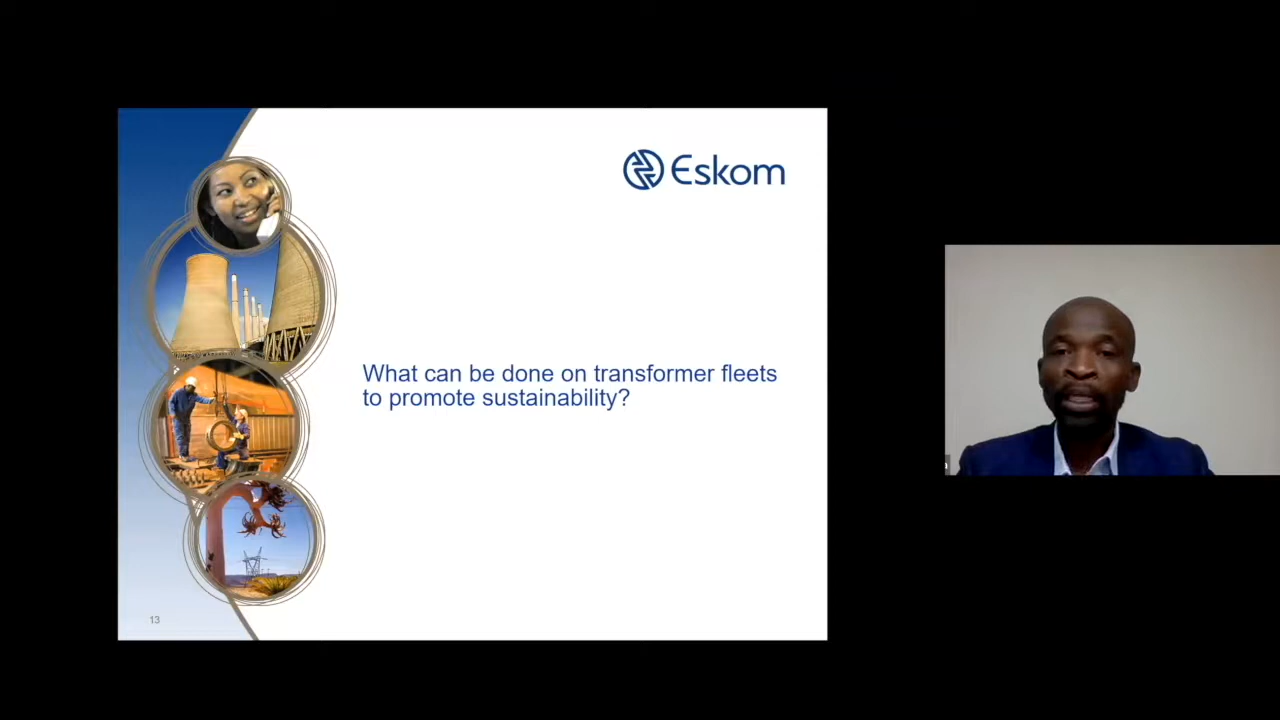 Eskom
What can be done on transformer fleets
to promote sustainability?
13